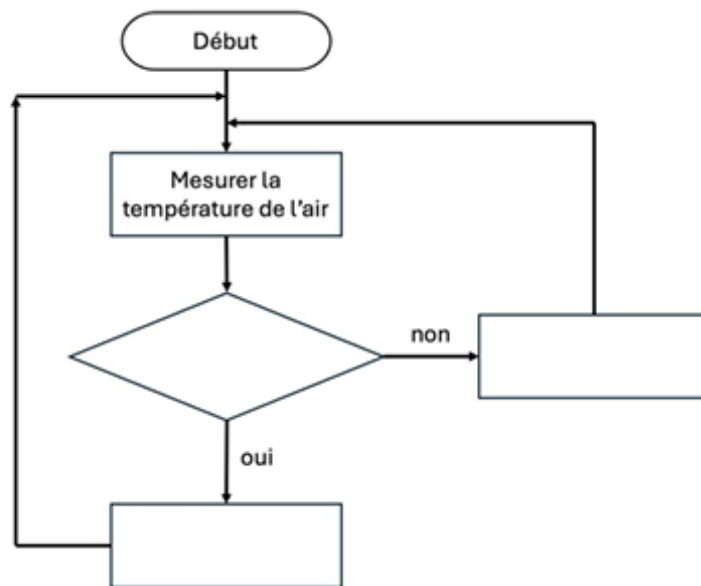 Début
Mesurer la
température de l'air
non
oui